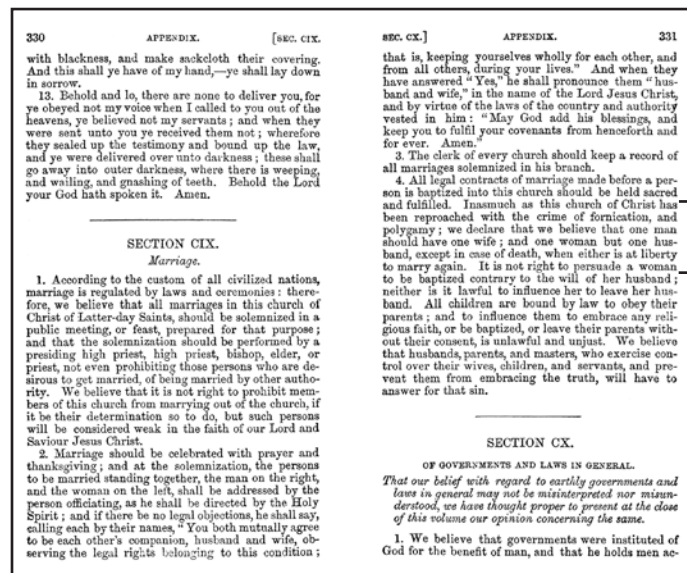 330 APPENDIX. [SEC. CIX.
with blackness, and make sackcloth their covering.
And this shall ye have of my hand,—ye shall lay down
in sorrow.
13. Behold and lo, there are none to deliver you, for
ye obeyed not my voice when I called to you out of the
heavens, ye believed not my servants; and when they
were sent unto you ye received them not; wherefore
they sealed up the testimony and bound up the law,
and ye were delivered over unto darkness; these shall
go away into outer darkness, where there is weeping,
and wailing, and gnashing of teeth. Behold the Lord
your God hath spoken it. Amen.
SECTION CIX.
Marriage.
1. According to the custom of all civilized nations,
marriage is regulated by laws and ceremonies: there-
fore, we believe that all marriages in this church of
Christ of Latter-day Saints, should be solemnized in a
public meeting, or feast, prepared for that purpose;
and that the solemnization should be performed by a
presiding high priest, high priest, bishop, elder, or
priest, not even prohibiting those persons who are de-
sirous to get married, of being married by other autho-
rity. We believe that it is not right to prohibit mem-
bers of this church from marrying out of the church, if
it be their determination so to do, but such persons
will be considered weak in the faith of our Lord and
Saviour Jesus Christ.
2. Marriage should be celebrated with prayer and
thanksgiving; and at the solemnization, the persons
to be married standing together, the man on the right,
and the woman on the left, shall be addressed by the
person officiating, as he shall be directed by the Holy
Spirit; and if there be no legal objections, he shall say,
calling each by their names, "You both mutually agree
to be each other's companion, husband and wife, ob-
serving the legal rights belonging to this condition;
SEC. CX.] APPENDIX. 331
that is, keeping yourselves wholly for each other, and
from all others, during your lives." And when they
have answered "Yes," he shall pronounce them "hus-
band and wife," in the name of the Lord Jesus Christ,
and by virtue of the laws of the country and authority
vested in him: "May God add his blessings, and
keep you to fulfil your covenants from henceforth and
for ever. Amen."
3. The clerk of every church should keep a record of
all marriages solemnized in his branch.
4. All legal contracts of marriage made before a per-
son is baptized into this church should be held sacred
and fulfilled. Inasmuch as this church of Christ has
been reproached with the crime of fornication, and
polygamy; we declare that we believe that one man
should have one wife; and one woman but one hus-
band, except in case of death, when either is at liberty
to marry again. It is not right to persuade a woman
to be baptized contrary to the will of her husband;
neither is it lawful to influence her to leave her hus-
band. All children are bound by law to obey their
parents; and to influence them to embrace any reli-
gious faith, or be baptized, or leave their parents with-
out their consent, is unlawful and unjust. We believe
that husbands, parents, and masters, who exercise con-
trol over their wives, children, and servants, and pre-
vent them from embracing the truth, will have to
answer for that sin.
SECTION CX.
OF GOVERNMENTS AND LAWS IN GENERAL.
That our belief with regard to earthly governments and
laws in general may not be misinterpreted nor misun-
derstood, we have thought proper to present at the close
of this volume our opinion concerning the same.
1. We believe that governments were instituted of
God for the benefit of man, and that he holds men ac-